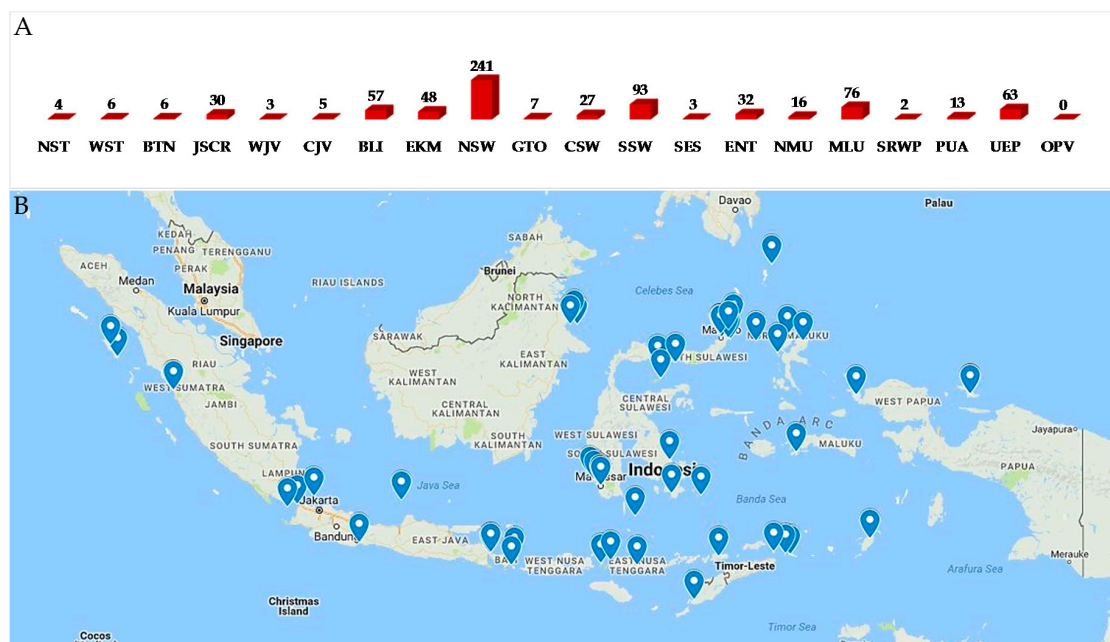 A
4 6 6 30 3 5 57 48 241 7 27 93 3 32 16 76 2 13 63 0
NST WST BTN JSCR WJV CJV BLI EKM NSW GTO CSW SSW SES ENT NMU MLU SRWP PUA UEP OPV
B
Davao
Palau
KEDAH
PENANG
TERENGGANU
SABAH
ACEH
PERAK
Medan
Malaysia
Brunei
RIAU ISLANDS
Celebes Sea
NORTH
KALIMANTAN
Kuala Lumpur
SARAWAK
Singapore
TH SULAWESI
RIAU
EAST
KALIMANTAN
WEST
KALIMANTAN
WEST SUMATRA
JAMBI
CENTRAL
SULAWESI
WEST PAPUA
CENTRAL
KALIMANTAN
BANDA ARC
Jayapura
SOUTH
KALIMANTAN
WEST SULAWESI
MALUKU
SOUTH SUMATRA
PAPUA
Java Sea
Banda Sea
Jakarta
Bandung
EAST JAVA
WEST NUSA
TENGGARA
EAST NUSA
TENGGARA
Timor-Leste
Merauke
Arafura Sea
Christmas
Island
Timor Sea
Cocos